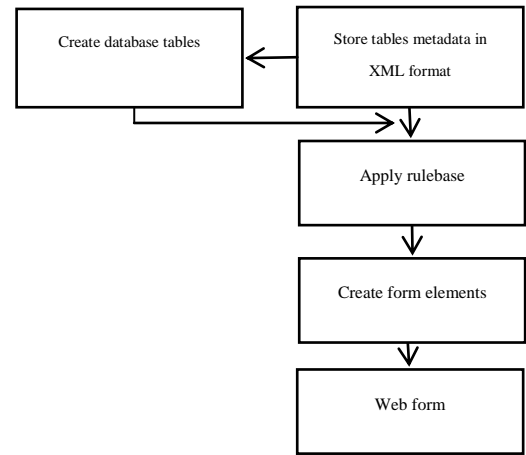 Create database tables
Store tables metadata in
XML format
Apply rulebase
Create form elements
Web form